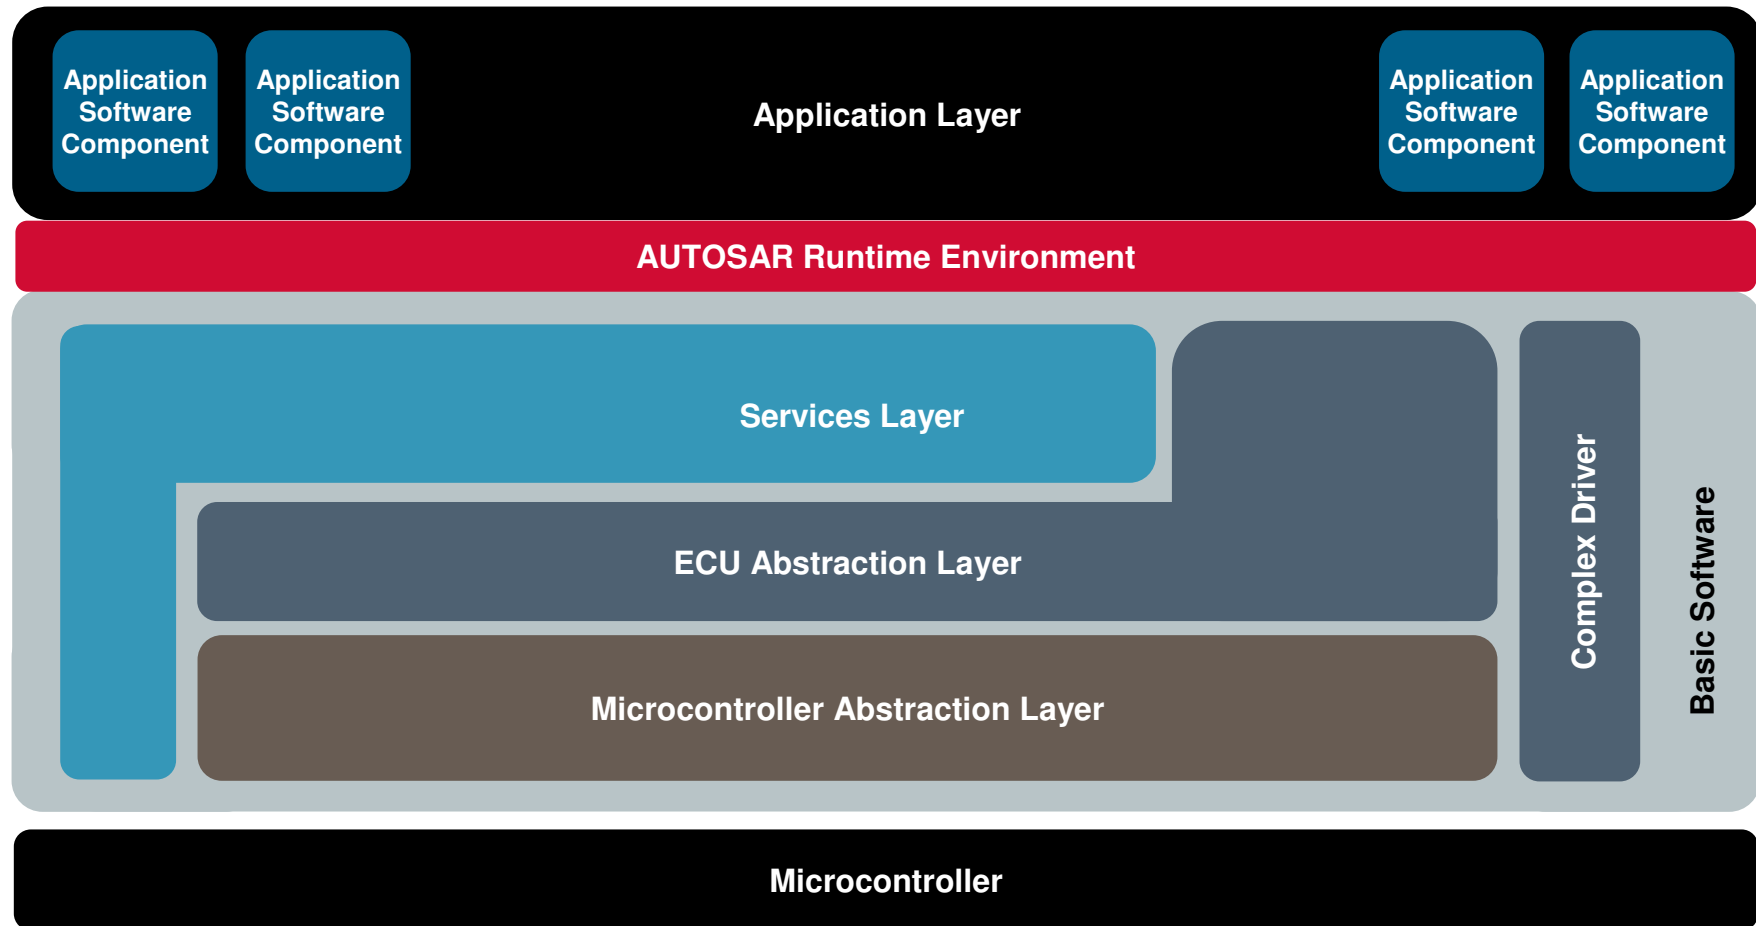 Application
Software
Component
Application
Software
Component
Application Layer
Application
Software
Component
Application
Software
Component
AUTOSAR Runtime Environment
Services Layer
ECU Abstraction Layer
Microcontroller Abstraction Layer
Complex Driver
Basic Software
Microcontroller